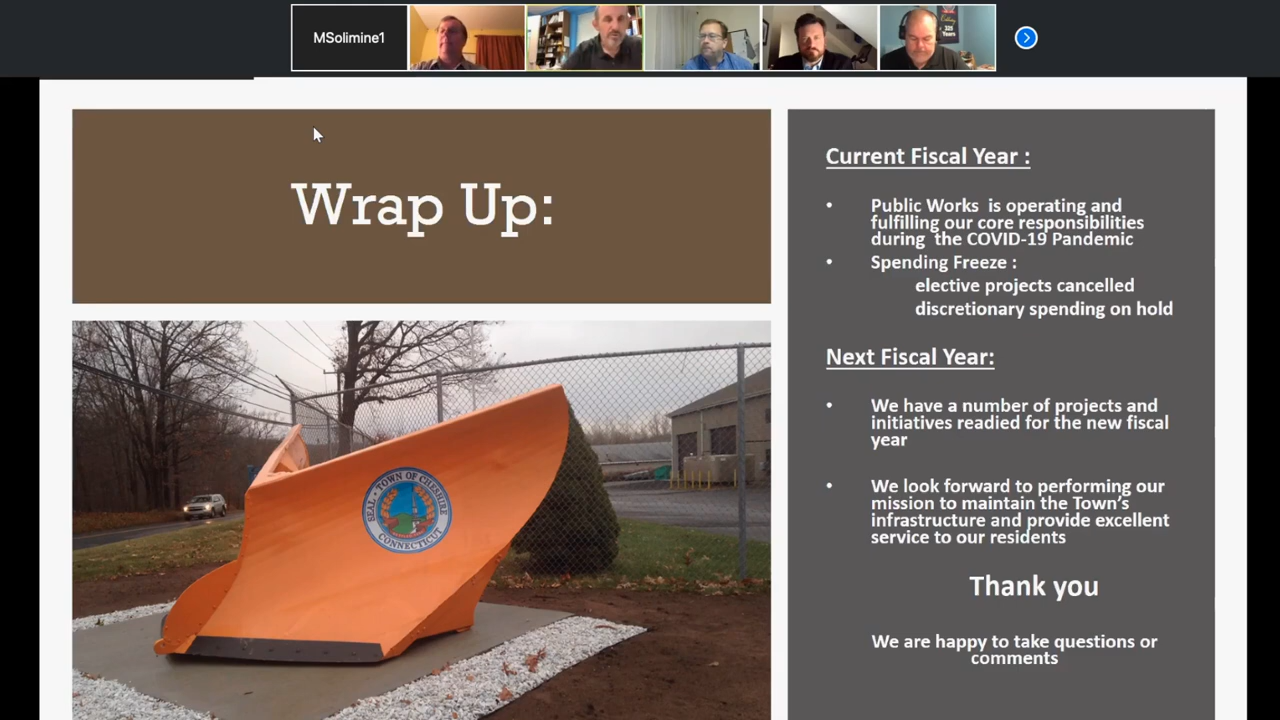 MSolimine1
325
Years
Wrap Up:
SEAL • TOWN OF CHESHIRE
CONNECTICUT
Current Fiscal Year :
• Public Works is operating and
fulfilling our core responsibilities
during the COVID-19 Pandemic
• Spending Freeze :
elective projects cancelled
discretionary spending on hold
Next Fiscal Year:
• We have a number of projects and
initiatives readied for the new fiscal
year
• We look forward to performing our
mission to maintain the Town's
infrastructure and provide excellent
service to our residents
Thank you
We are happy to take questions or
comments